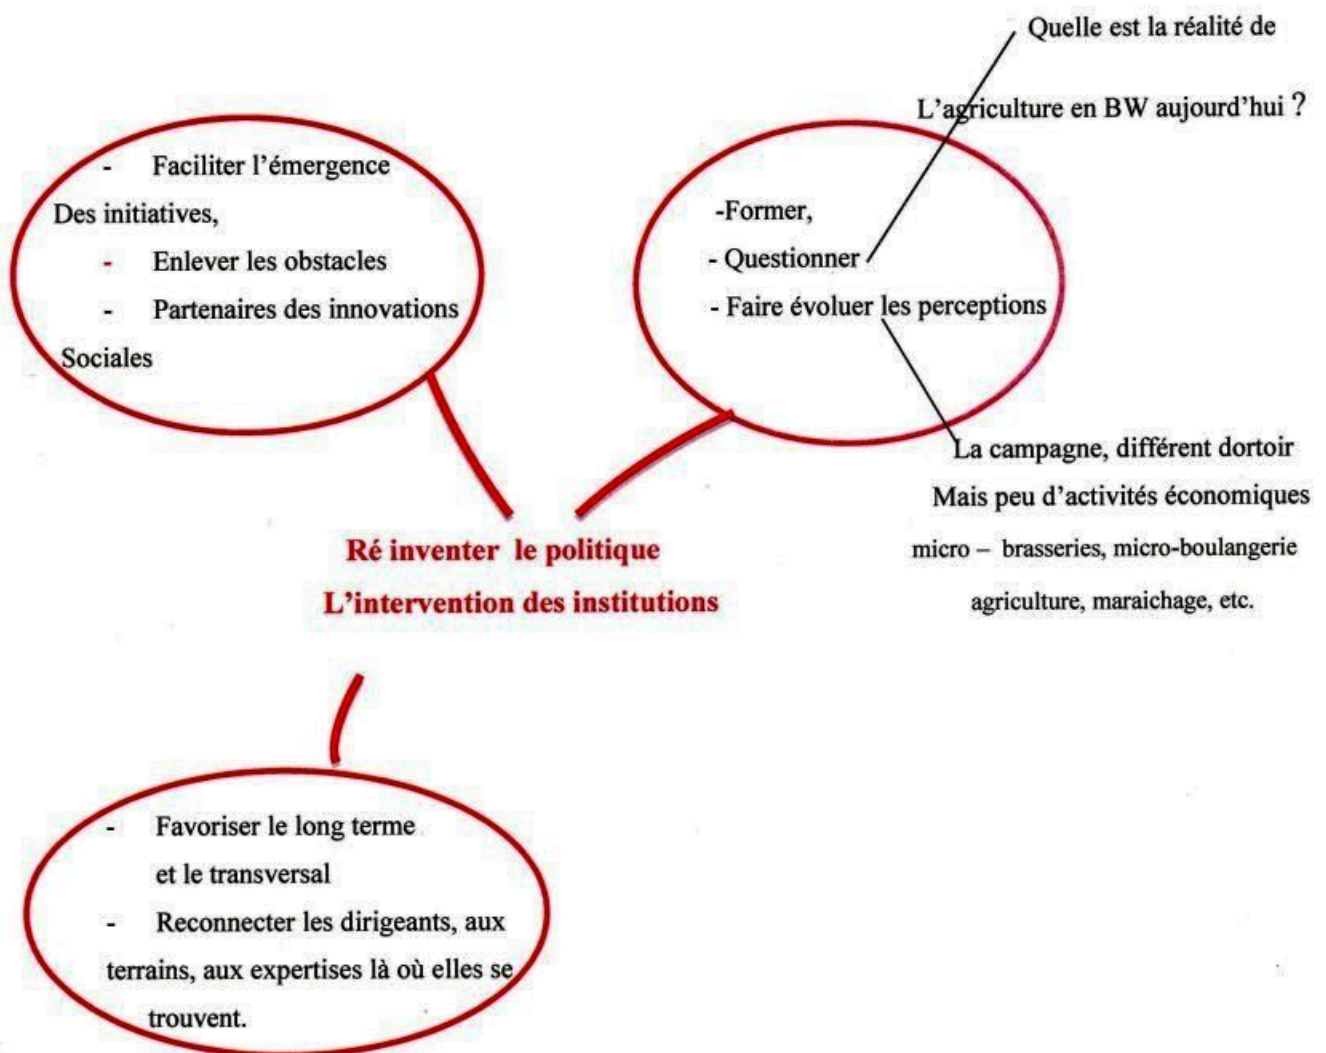 Quelle est la réalité de
L'agriculture en BW aujourd'hui ?
- Faciliter l'émergence
Des initiatives,
- Enlever les obstacles
- Partenaires des innovations
Sociales
-Former,
- Questionner
- Faire évoluer les perceptions
La campagne, différent dortoir
Mais peu d'activités économiques
micro – brasseries, micro-boulangerie
agriculture, maraichage, etc.
Ré inventer le politique
L'intervention des institutions
- Favoriser le long terme
et le transversal
- Reconnecter les dirigeants, aux
terrains, aux expertises là où elles se
trouvent.